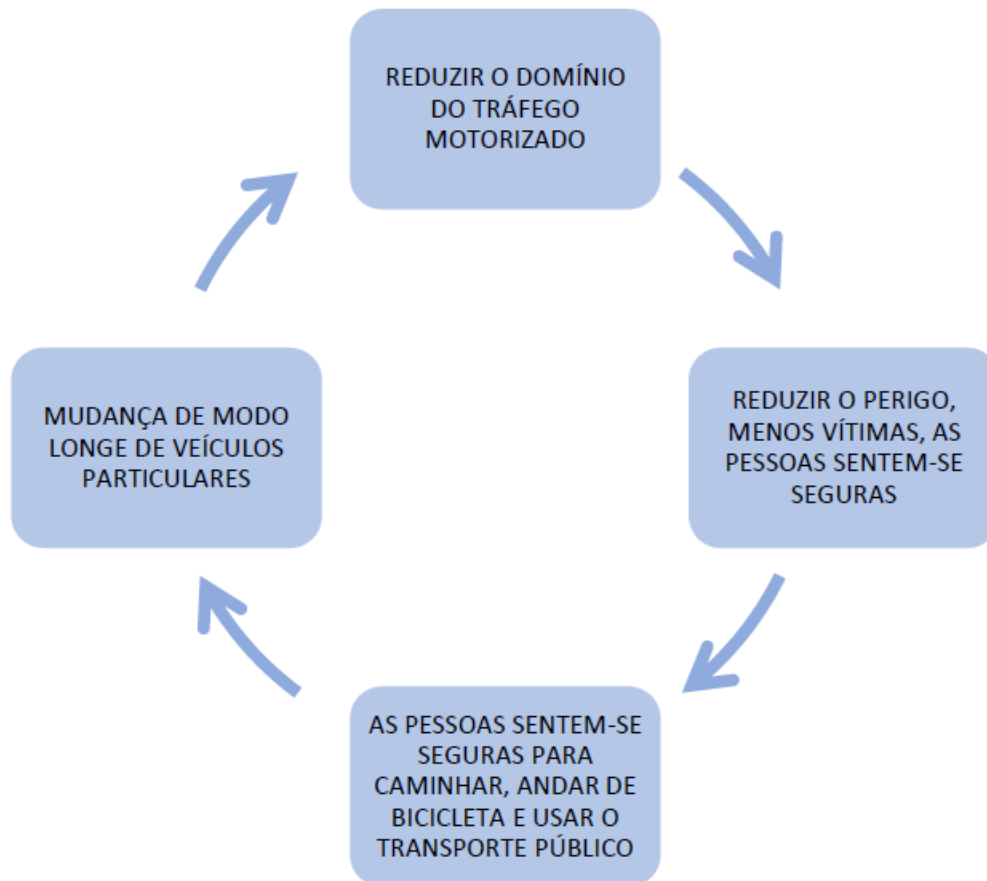 REDUZIR O DOMÍNIO
DO TRÁFEGO
MOTORIZADO
REDUZIR O PERIGO,
MENOS VÍTIMAS, AS
PESSOAS SENTEM-SE
SEGURAS
AS PESSOAS SENTEM-SE
SEGURAS PARA
CAMINHAR, ANDAR DE
BICICLETA E USAR O
TRANSPORTE PÚBLICO
MUDANÇA DE MODO
LONGE DE VEÍCULOS
PARTICULARES